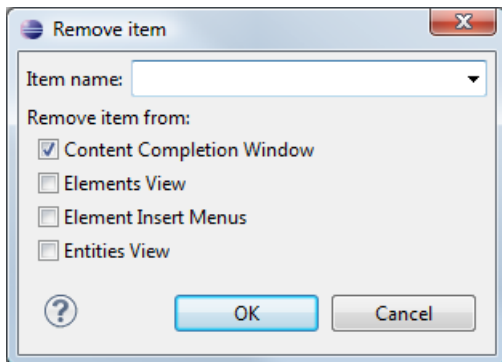 Remove item
Item name:
Remove item from:
Content Completion Window
Elements View
Element Insert Menus
Entities View
?
OK Cancel